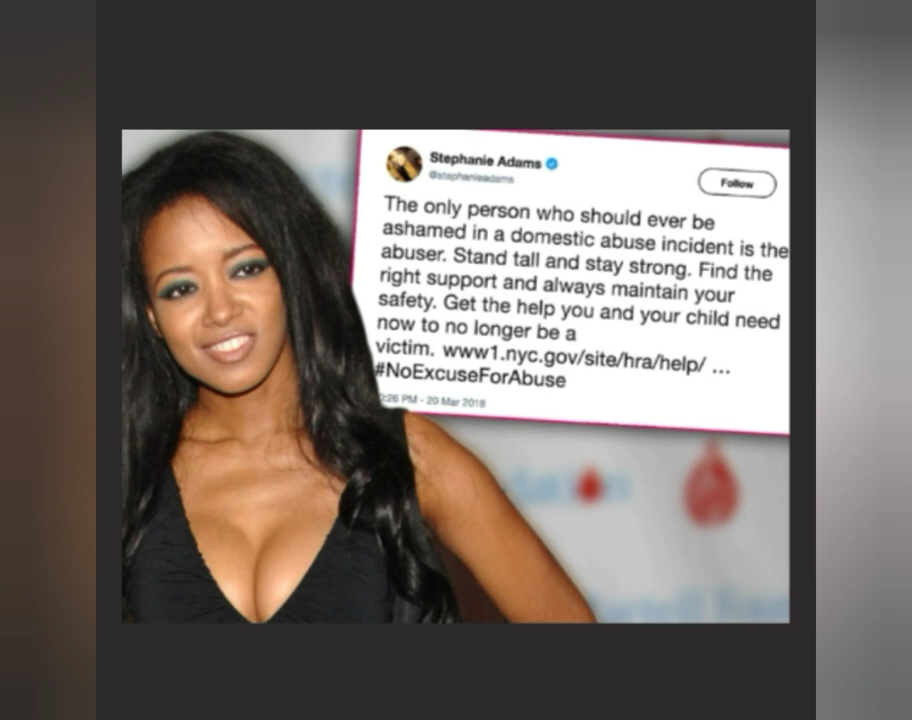 Stephanie Adams
@stephanieadams
Follow
The only person who should ever be
ashamed in a domestic abuse incident is the
abuser. Stand tall and stay strong. Find the
right support and always maintain your
safety. Get the help you and your child need
now to no longer be a
victim. www1.nyc.gov/site/hra/help/ ...
#NoExcuseForAbuse
:26 PM - 20 Mar 2018